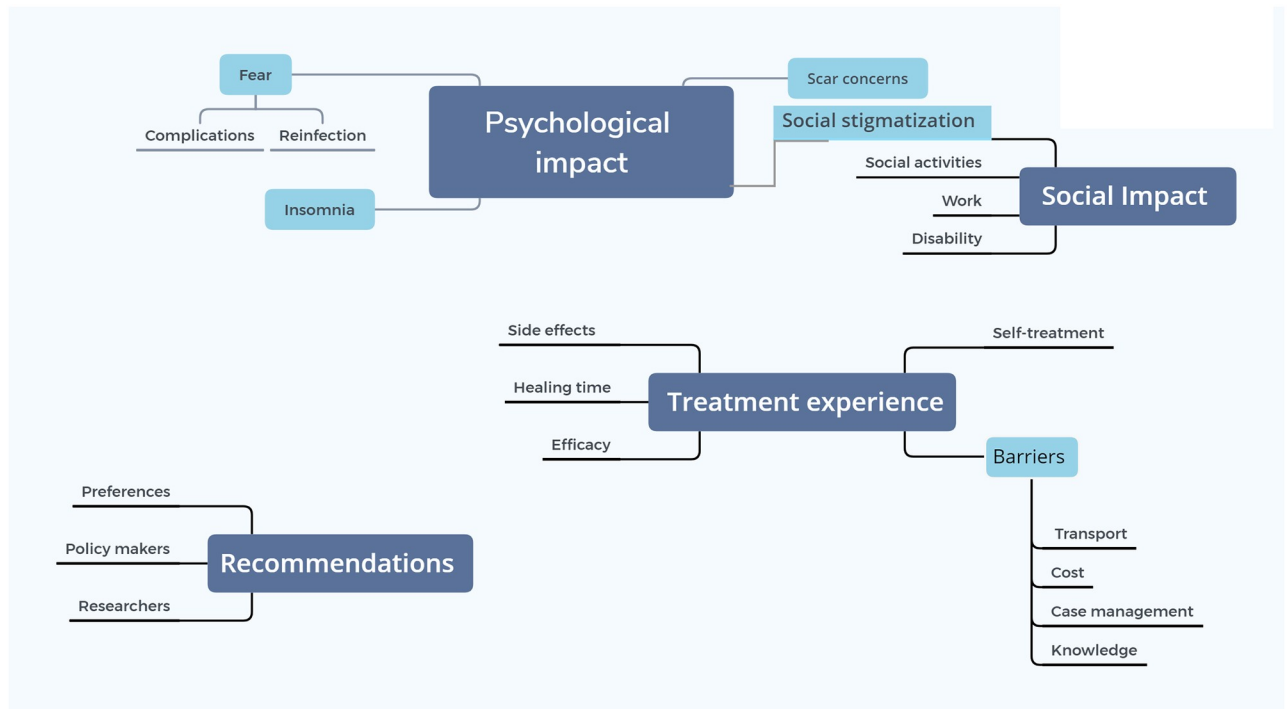 Fear
Complications
Reinfection
Insomnia
Psychological
impact
Scar concerns
Social stigmatization
Social activities
Work
Disability
Social Impact
Side effects
Healing time
Efficacy
Treatment experience
Self-treatment
Barriers
Transport
Cost
Case management
Knowledge
Preferences
Policy makers
Researchers
Recommendations